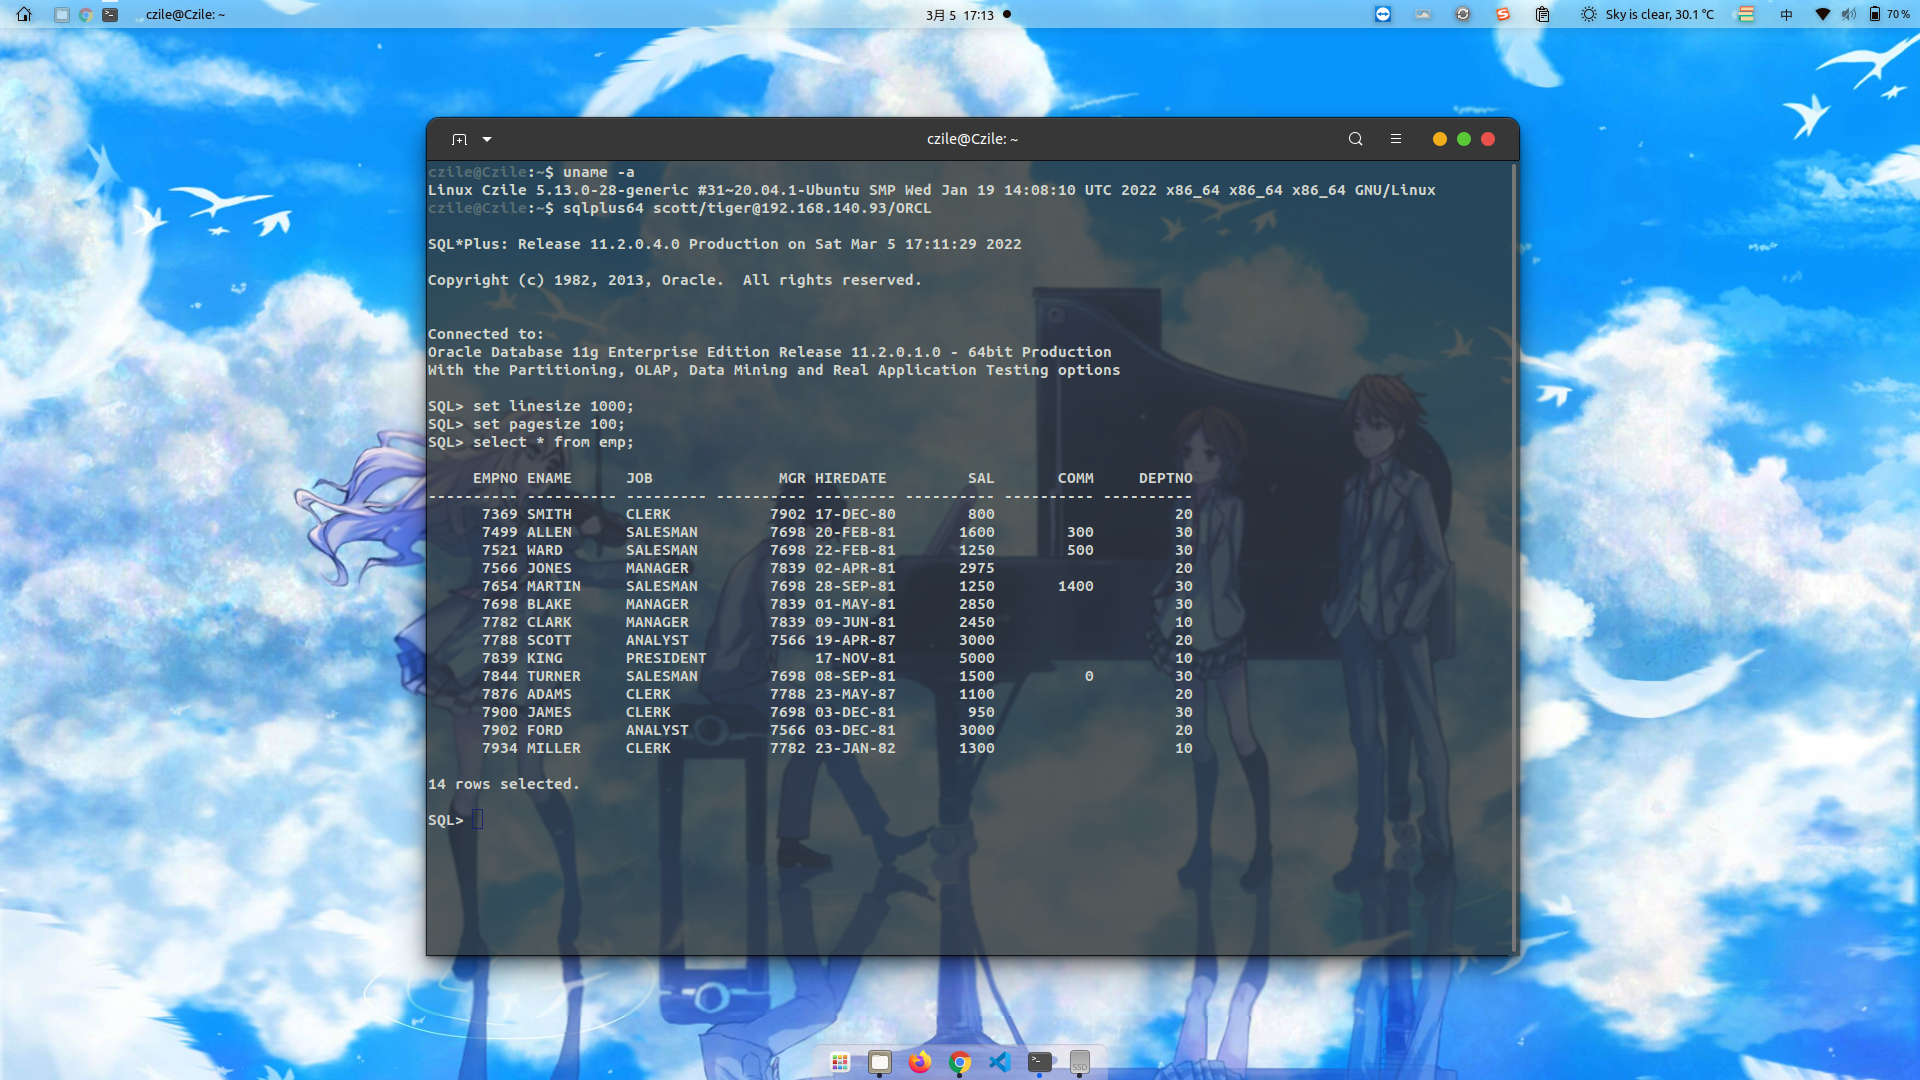 czile@Czile: ~
3月 5 17:13
Sky is clear, 30.1 °C
中
70 %
czile@Czile: ~
czile@Czile:~$ uname -a
Linux Czile 5.13.0-28-generic #31~20.04.1-Ubuntu SMP Wed Jan 19 14:08:10 UTC 2022 x86_64 x86_64 x86_64 GNU/Linux
czile@Czile:~$ sqlplus64 scott/tiger@192.168.140.93/ORCL
SQL*Plus: Release 11.2.0.4.0 Production on Sat Mar 5 17:11:29 2022
Copyright (c) 1982, 2013, Oracle.  All rights reserved.
Connected to:
Oracle Database 11g Enterprise Edition Release 11.2.0.1.0 - 64bit Production
With the Partitioning, OLAP, Data Mining and Real Application Testing options
SQL> set linesize 1000;
SQL> set pagesize 100;
SQL> select * from emp;
     EMPNO ENAME      JOB              MGR HIREDATE         SAL       COMM     DEPTNO
---------- ---------- --------- ---------- --------- ---------- ---------- ----------
      7369 SMITH      CLERK           7902 17-DEC-80        800                    20
      7499 ALLEN      SALESMAN        7698 20-FEB-81       1600        300         30
      7521 WARD       SALESMAN        7698 22-FEB-81       1250        500         30
      7566 JONES      MANAGER         7839 02-APR-81       2975                    20
      7654 MARTIN     SALESMAN        7698 28-SEP-81       1250       1400         30
      7698 BLAKE      MANAGER         7839 01-MAY-81       2850                    30
      7782 CLARK      MANAGER         7839 09-JUN-81       2450                    10
      7788 SCOTT      ANALYST         7566 19-APR-87       3000                    20
      7839 KING       PRESIDENT            17-NOV-81       5000                    10
      7844 TURNER     SALESMAN        7698 08-SEP-81       1500          0         30
      7876 ADAMS      CLERK           7788 23-MAY-87       1100                    20
      7900 JAMES      CLERK           7698 03-DEC-81        950                    30
      7902 FORD       ANALYST         7566 03-DEC-81       3000                    20
      7934 MILLER     CLERK           7782 23-JAN-82       1300                    10
14 rows selected.
SQL>
SSD